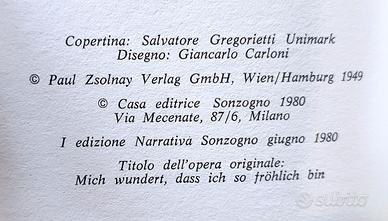 Copertina: Salvatore Gregorietti Unimark
Disegno: Giancarlo Carloni
© Paul Zsolnay Verlag GmbH, Wien/Hamburg 1949
© Casa editrice Sonzogno 1980
Via Mecenate, 87/6, Milano
I edizione Narrativa Sonzogno giugno 1980
Titolo dell'opera originale:
Mich wundert, dass ich so fröhlich bin
subito